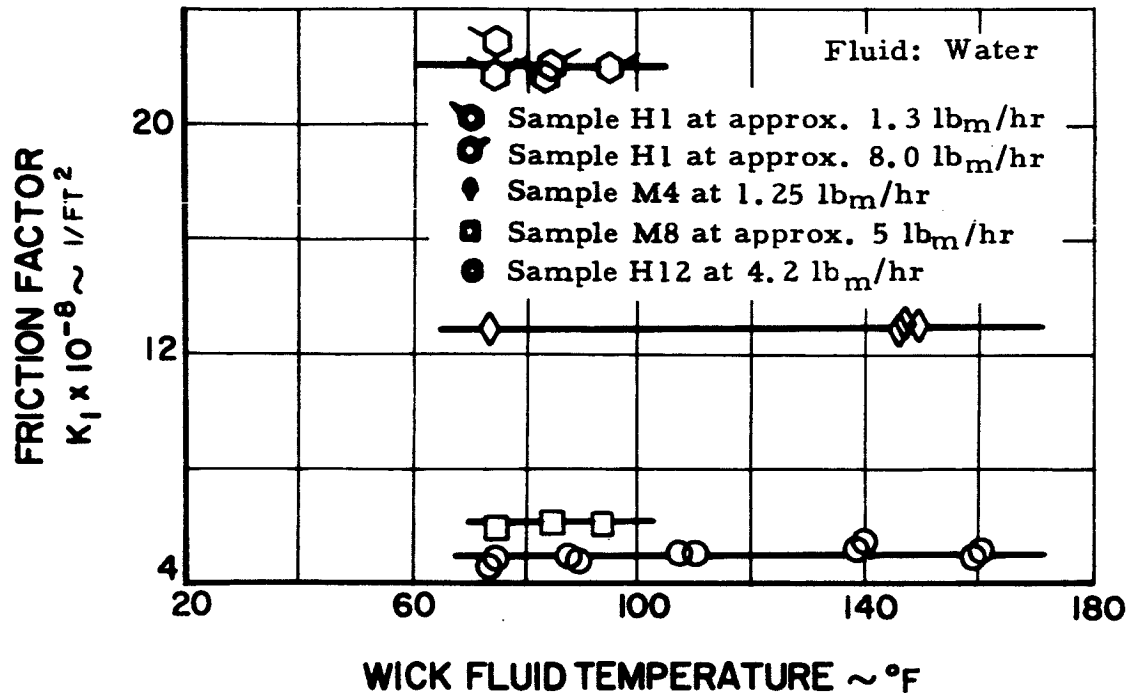 Fluid: Water
Sample H1 at approx. 1.3 lbm/hr
Sample H1 at approx. 8.0 lbm/hr
Sample M4 at 1.25 lbm/hr
Sample M8 at approx. 5 lbm/hr
Sample H12 at 4.2 lbm/hr
FRICTION FACTOR
K₁ x 10⁻⁸ ~ 1/FT²
20
12
4
20 60 100 140 180
WICK FLUID TEMPERATURE ~ °F